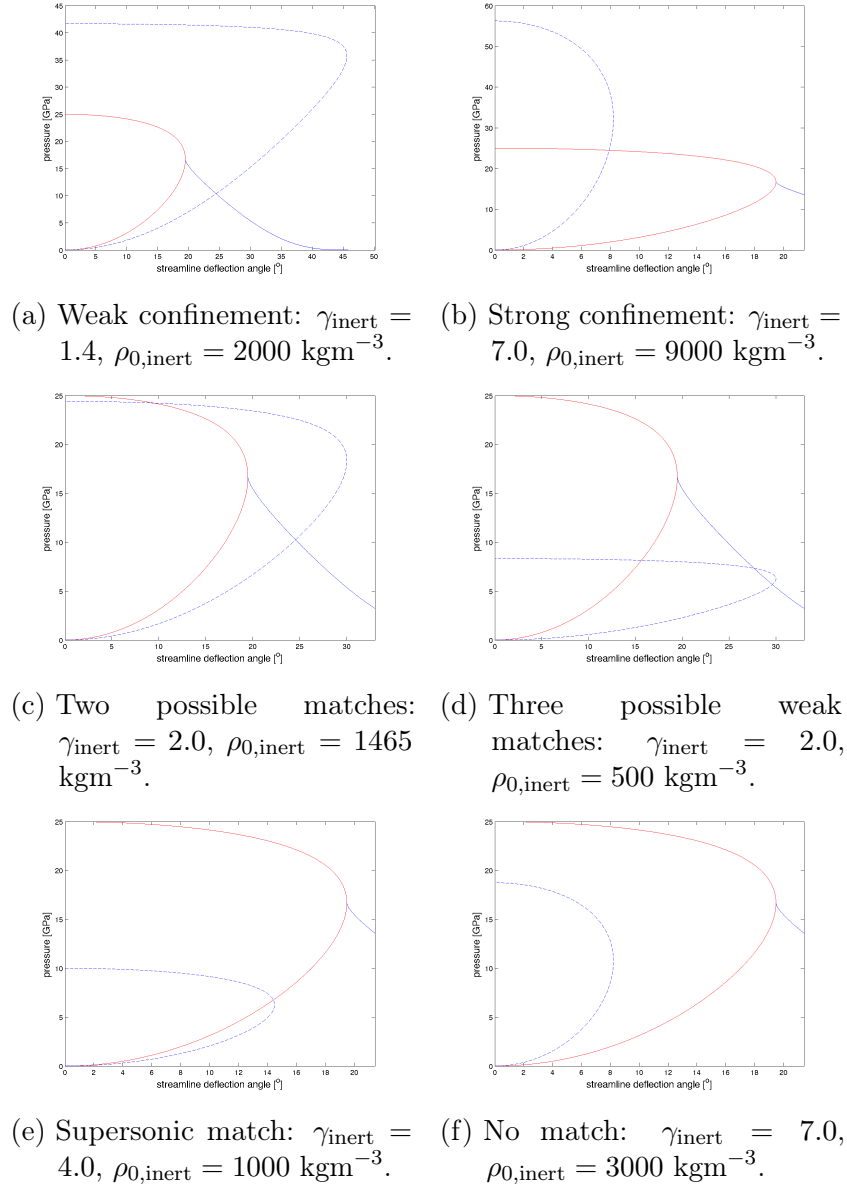 45
40
35
30
25
20
15
10
5
0
pressure [GPa]
0 5 10 15 20 25 30 35 40 45 50
streamline deflection angle [°]
60
50
40
30
20
10
0
pressure [GPa]
0 2 4 6 8 10 12 14 16 18 20
streamline deflection angle [°]
(a) Weak confinement: γinert =
1.4, ρ0,inert = 2000 kgm−3.
(b) Strong confinement: γinert =
7.0, ρ0,inert = 9000 kgm−3.
25
20
15
10
5
0
pressure [GPa]
0 5 10 15 20 25 30
streamline deflection angle [°]
25
20
15
10
5
0
pressure [GPa]
0 5 10 15 20 25 30
streamline deflection angle [°]
(c) Two possible matches:
γinert = 2.0, ρ0,inert = 1465
kgm−3.
(d) Three possible weak
matches: γinert = 2.0,
ρ0,inert = 500 kgm−3.
25
20
15
10
5
0
pressure [GPa]
0 2 4 6 8 10 12 14 16 18 20
streamline deflection angle [°]
25
20
15
10
5
0
pressure [GPa]
0 2 4 6 8 10 12 14 16 18 20
streamline deflection angle [°]
(e) Supersonic match: γinert =
4.0, ρ0,inert = 1000 kgm−3.
(f) No match: γinert = 7.0,
ρ0,inert = 3000 kgm−3.